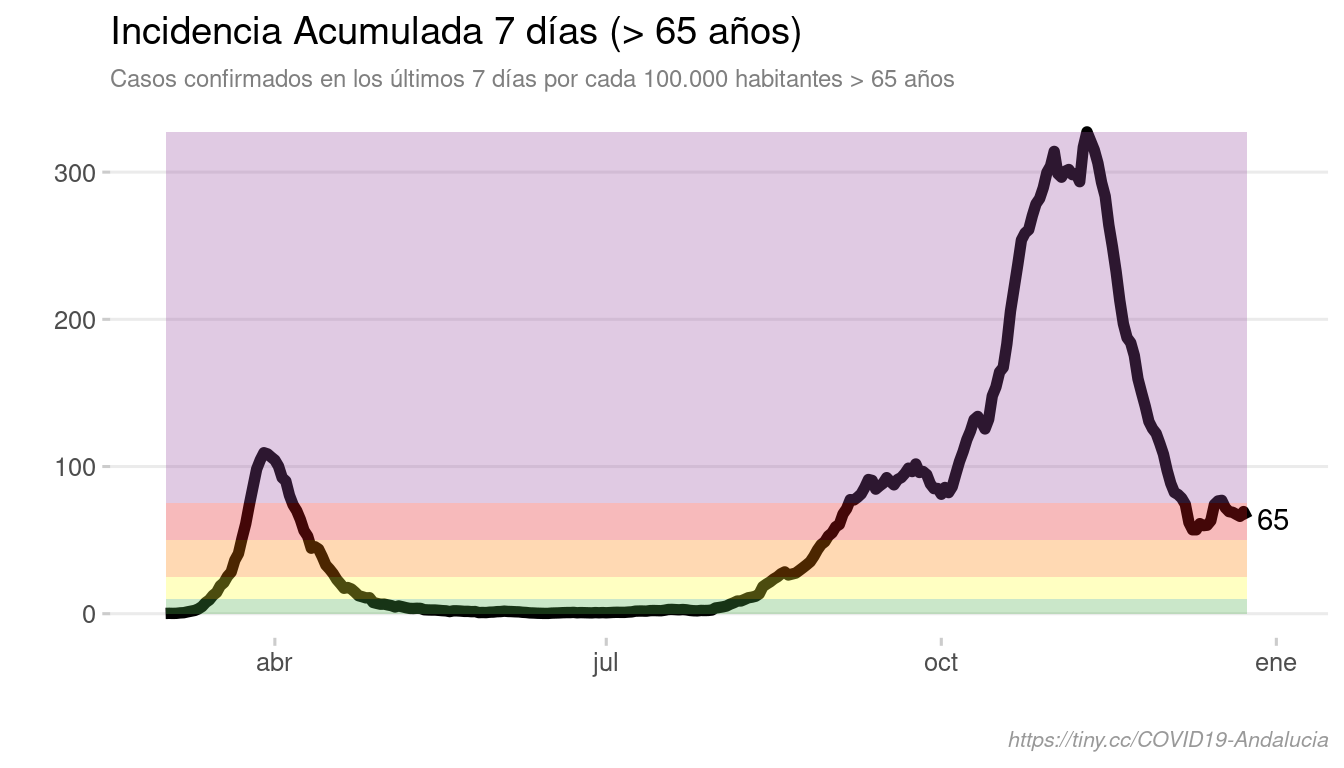 Incidencia Acumulada 7 días (> 65 años)
Casos confirmados en los últimos 7 días por cada 100.000 habitantes > 65 años
300
200
100
0
65
abr jul oct ene
https://tiny.cc/COVID19-Andalucia